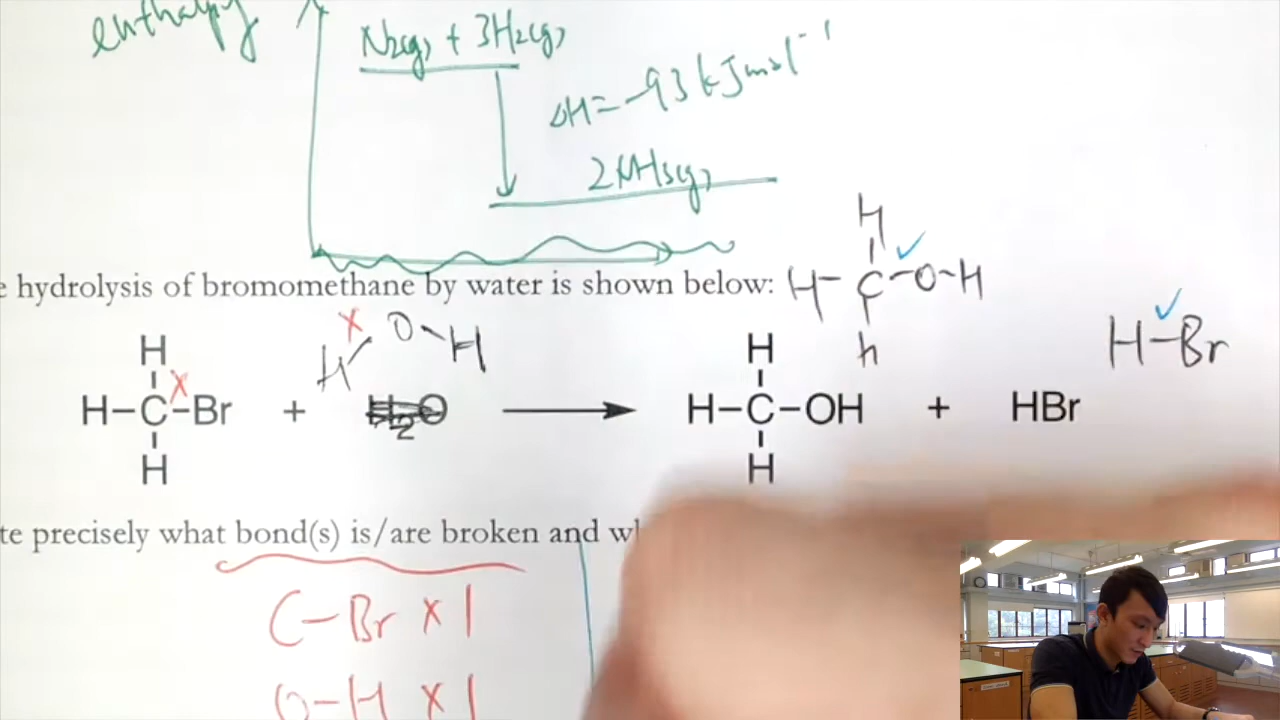 enthalpy
N2(g) + 3H2(g)
ΔH = -93 kJmol⁻¹
2NH3(g)
e hydrolysis of bromomethane by water is shown below:
H
H-C-O-H
h
H O-H
H-Br
H
H-C-Br + H2O → H-C-OH + HBr
H
H
H
te precisely what bond(s) is/are broken and wh
C-Br x 1
O-H x 1